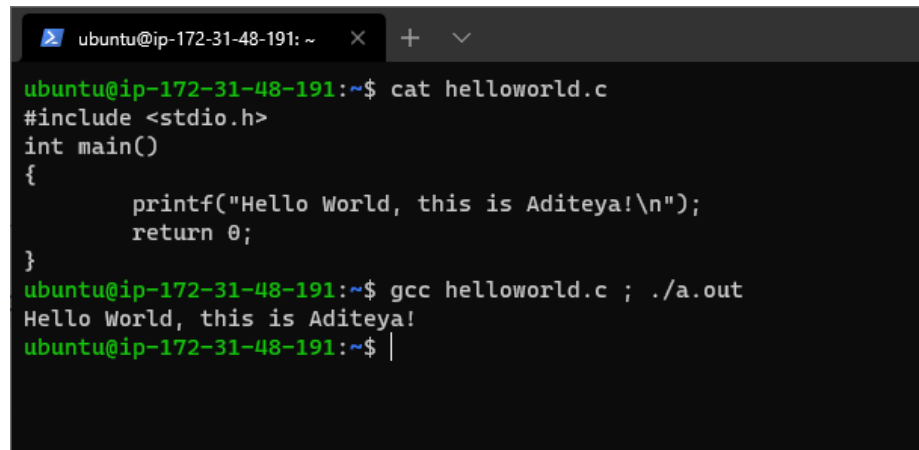 ubuntu@ip-172-31-48-191: ~
ubuntu@ip-172-31-48-191:~$ cat helloworld.c
#include <stdio.h>
int main()
{
        printf("Hello World, this is Aditeya!\n");
        return 0;
}
ubuntu@ip-172-31-48-191:~$ gcc helloworld.c ; ./a.out
Hello World, this is Aditeya!
ubuntu@ip-172-31-48-191:~$